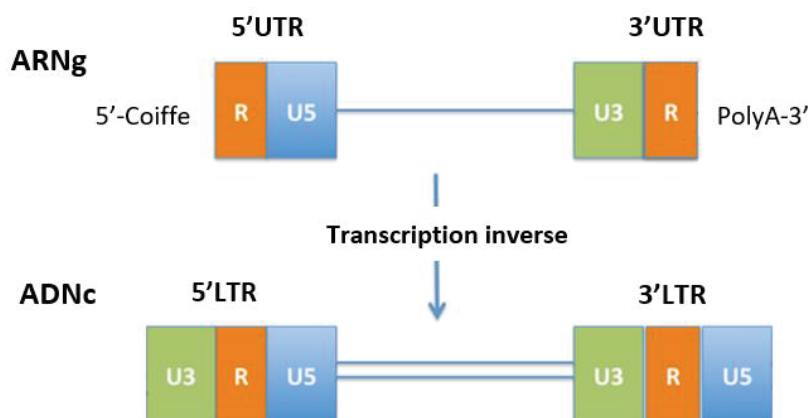 5'UTR 3'UTR
ARNg
5'-Coiffe R U5 U3 R PolyA-3'
Transcription inverse
ADNc 5'LTR 3'LTR
U3 R U5 U3 R U5